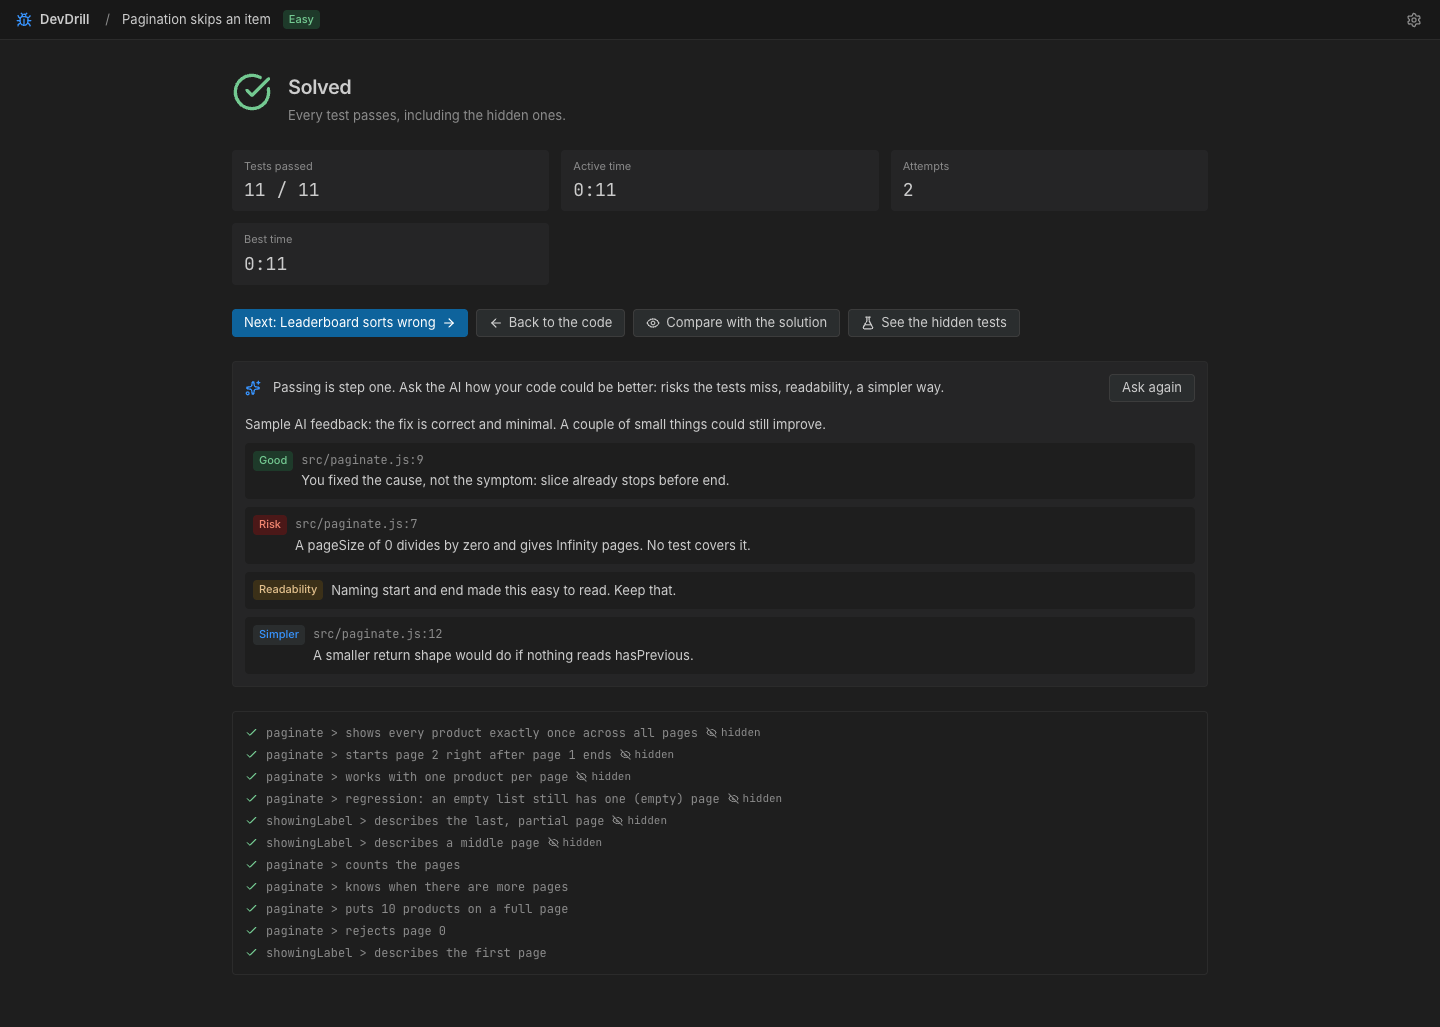 DevDrill / Pagination skips an item Easy
Solved
Every test passes, including the hidden ones.
Tests passed
11 / 11
Active time
0:11
Attempts
2
Best time
0:11
Next: Leaderboard sorts wrong
Back to the code
Compare with the solution
See the hidden tests
Passing is step one. Ask the AI how your code could be better: risks the tests miss, readability, a simpler way.
Ask again
Sample AI feedback: the fix is correct and minimal. A couple of small things could still improve.
Good src/paginate.js:9
You fixed the cause, not the symptom: slice already stops before end.
Risk src/paginate.js:7
A pageSize of 0 divides by zero and gives Infinity pages. No test covers it.
Readability Naming start and end made this easy to read. Keep that.
Simpler src/paginate.js:12
A smaller return shape would do if nothing reads hasPrevious.
paginate > shows every product exactly once across all pages hidden
paginate > starts page 2 right after page 1 ends hidden
paginate > works with one product per page hidden
paginate > regression: an empty list still has one (empty) page hidden
showingLabel > describes the last, partial page hidden
showingLabel > describes a middle page hidden
paginate > counts the pages
paginate > knows when there are more pages
paginate > puts 10 products on a full page
paginate > rejects page 0
showingLabel > describes the first page